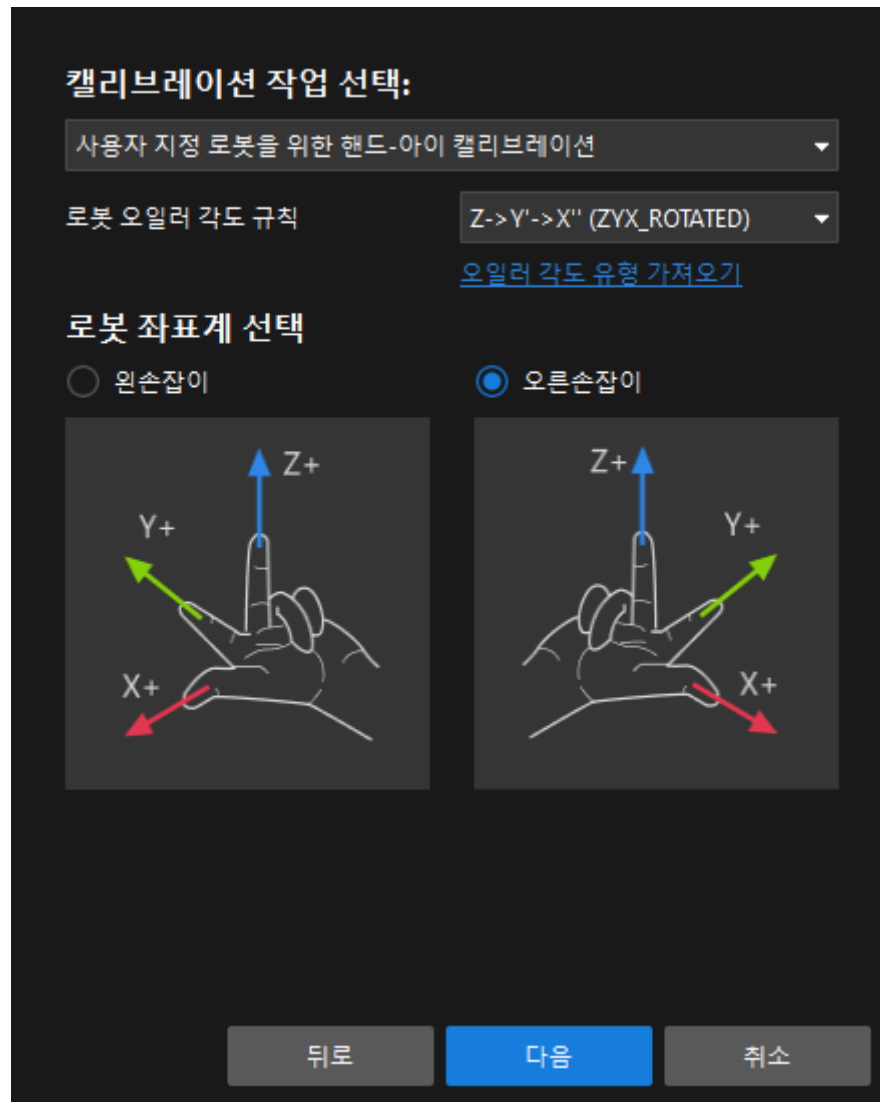 캘리브레이션 작업 선택:
사용자 지정 로봇을 위한 핸드-아이 캘리브레이션
로봇 오일러 각도 규칙
Z->Y'->X'' (ZYX_ROTATED)
오일러 각도 유형 가져오기
로봇 좌표계 선택
왼손잡이
오른손잡이
Z+
Y+
X+
Z+
Y+
X+
뒤로
다음
취소